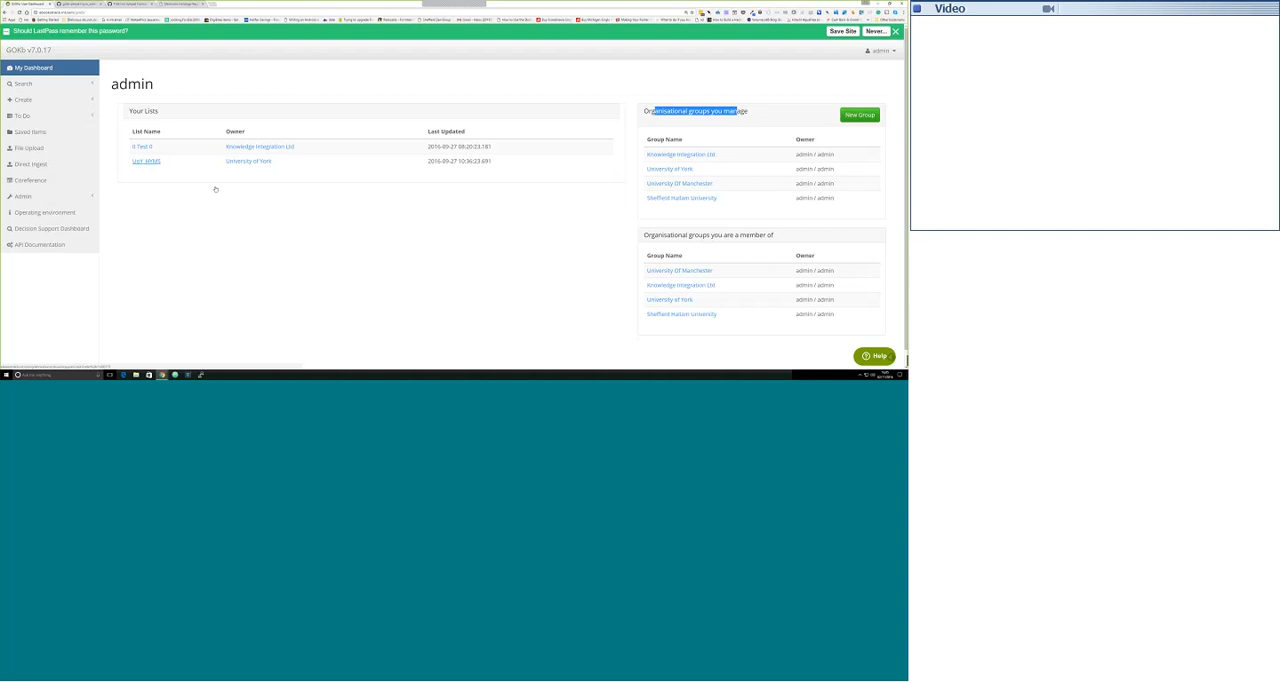 Should LastPass remember this password?
Save Site
Never...
GOKb v7.0.17
admin
My Dashboard
Search
Create
To Do
Saved Items
File Upload
Direct Ingest
Coreference
Admin
Operating environment
Decision Support Dashboard
API Documentation
admin
Your Lists
List Name Owner Last Updated
II Test 6 Knowledge Integration Ltd 2016-09-27 08:20:23.181
UoY_HYMS University of York 2016-09-27 10:36:23.691
Organisational groups you manage
New Group
Group Name Owner
Knowledge Integration Ltd admin / admin
University of York admin / admin
University Of Manchester admin / admin
Sheffield Hallam University admin / admin
Organisational groups you are a member of
Group Name Owner
University Of Manchester admin / admin
Knowledge Integration Ltd admin / admin
University of York admin / admin
Sheffield Hallam University admin / admin
Help
Video